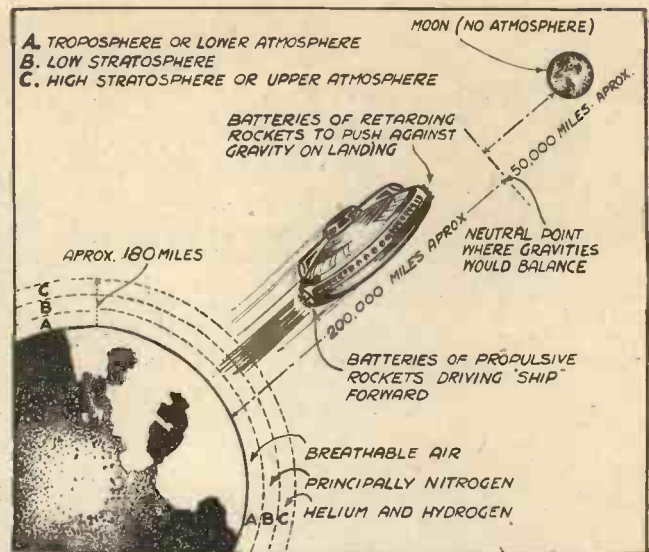 A. TROPOSPHERE OR LOWER ATMOSPHERE
B. LOW STRATOSPHERE
C. HIGH STRATOSPHERE OR UPPER ATMOSPHERE
MOON (NO ATMOSPHERE)
BATTERIES OF RETARDING
ROCKETS TO PUSH AGAINST
GRAVITY ON LANDING
50,000 MILES. APROX.
NEUTRAL POINT
WHERE GRAVITIES
WOULD BALANCE
200,000 MILES APROX
APROX. 180 MILES
C
B
A
BATTERIES OF PROPULSIVE
ROCKETS DRIVING "SHIP"
FORWARD
BREATHABLE AIR
PRINCIPALLY NITROGEN
A B C
HELIUM AND HYDROGEN